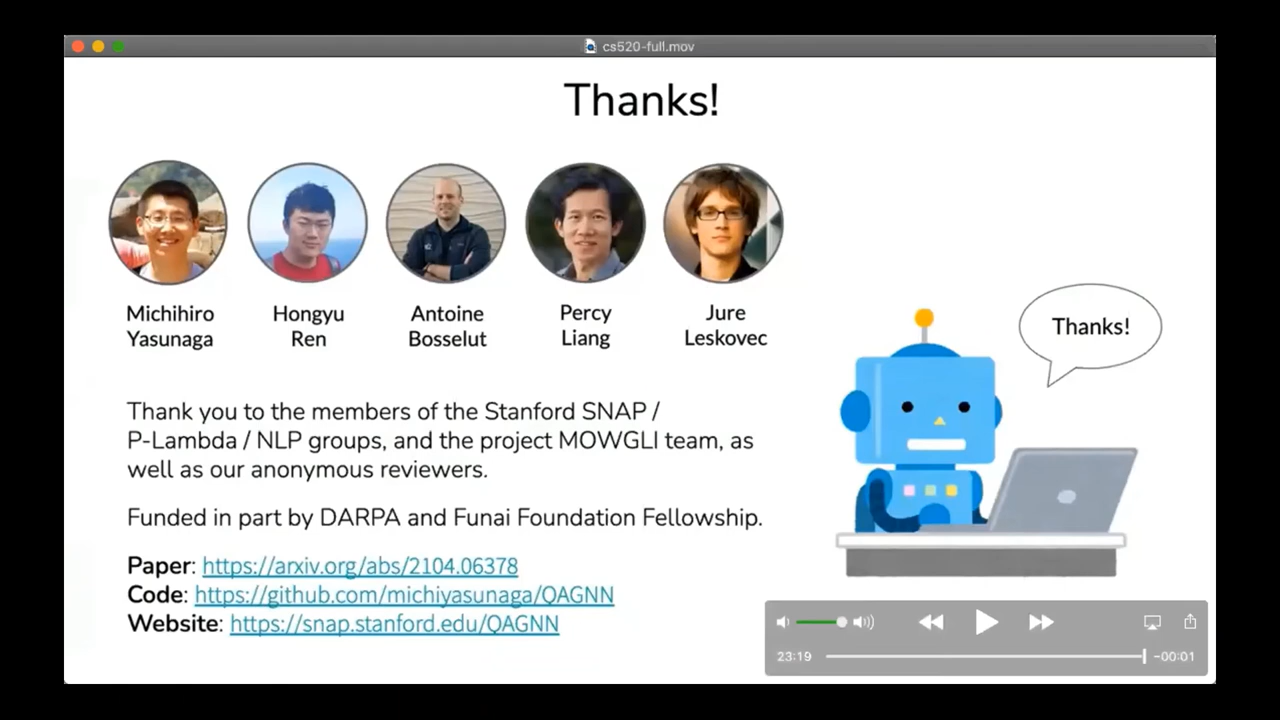 cs520-full.mov
Thanks!
Michihiro
Yasunaga
Hongyu
Ren
Antoine
Bosselut
Percy
Liang
Jure
Leskovec
Thanks!
Thank you to the members of the Stanford SNAP /
P-Lambda / NLP groups, and the project MOWGLI team, as
well as our anonymous reviewers.
Funded in part by DARPA and Funai Foundation Fellowship.
Paper: https://arxiv.org/abs/2104.06378
Code: https://github.com/michiyasunaga/QAGNN
Website: https://snap.stanford.edu/QAGNN
23:19
-00:01